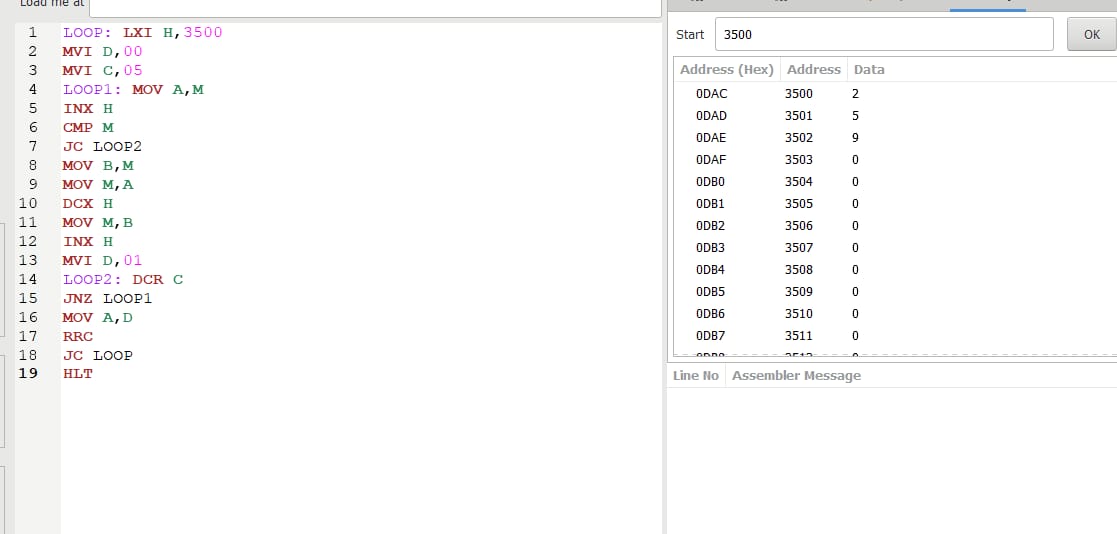 Load me at
1 LOOP: LXI H,3500
2 MVI D,00
3 MVI C,05
4 LOOP1: MOV A,M
5 INX H
6 CMP M
7 JC LOOP2
8 MOV B,M
9 MOV M,A
10 DCX H
11 MOV M,B
12 INX H
13 MVI D,01
14 LOOP2: DCR C
15 JNZ LOOP1
16 MOV A,D
17 RRC
18 JC LOOP
19 HLT
Start 3500 OK
Address (Hex) Address Data
0DAC 3500 2
0DAD 3501 5
0DAE 3502 9
0DAF 3503 0
0DB0 3504 0
0DB1 3505 0
0DB2 3506 0
0DB3 3507 0
0DB4 3508 0
0DB5 3509 0
0DB6 3510 0
0DB7 3511 0
Line No Assembler Message